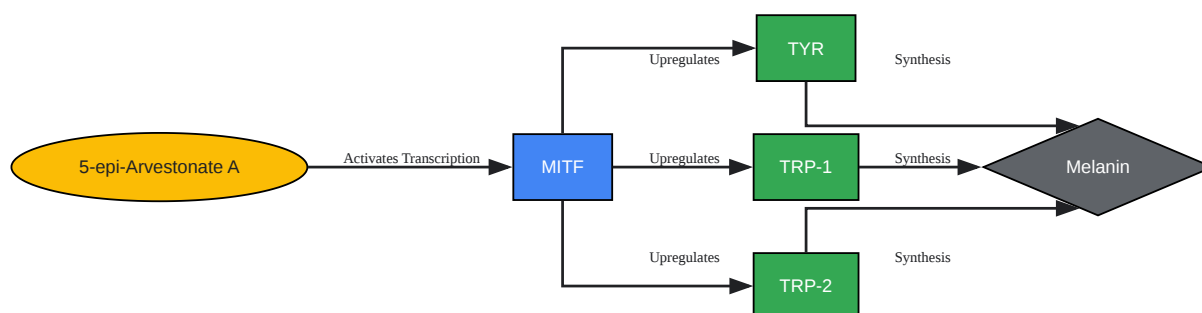 TYR
Upregulates
Synthesis
5-epi-Arvestonate A
Activates Transcription
MITF
Upregulates
TRP-1
Synthesis
Melanin
Upregulates
Synthesis
TRP-2